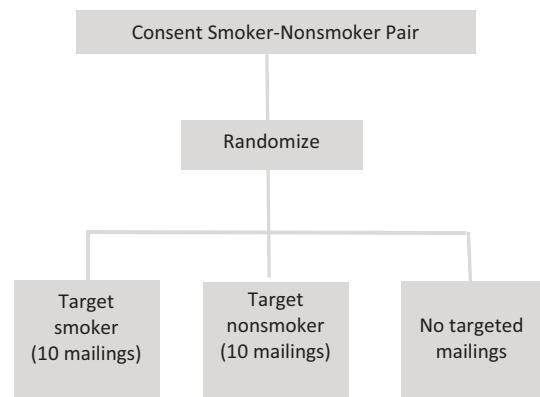 Consent Smoker-Nonsmoker Pair
Randomize
Target
smoker
(10 mailings)
Target
nonsmoker
(10 mailings)
No targeted
mailings